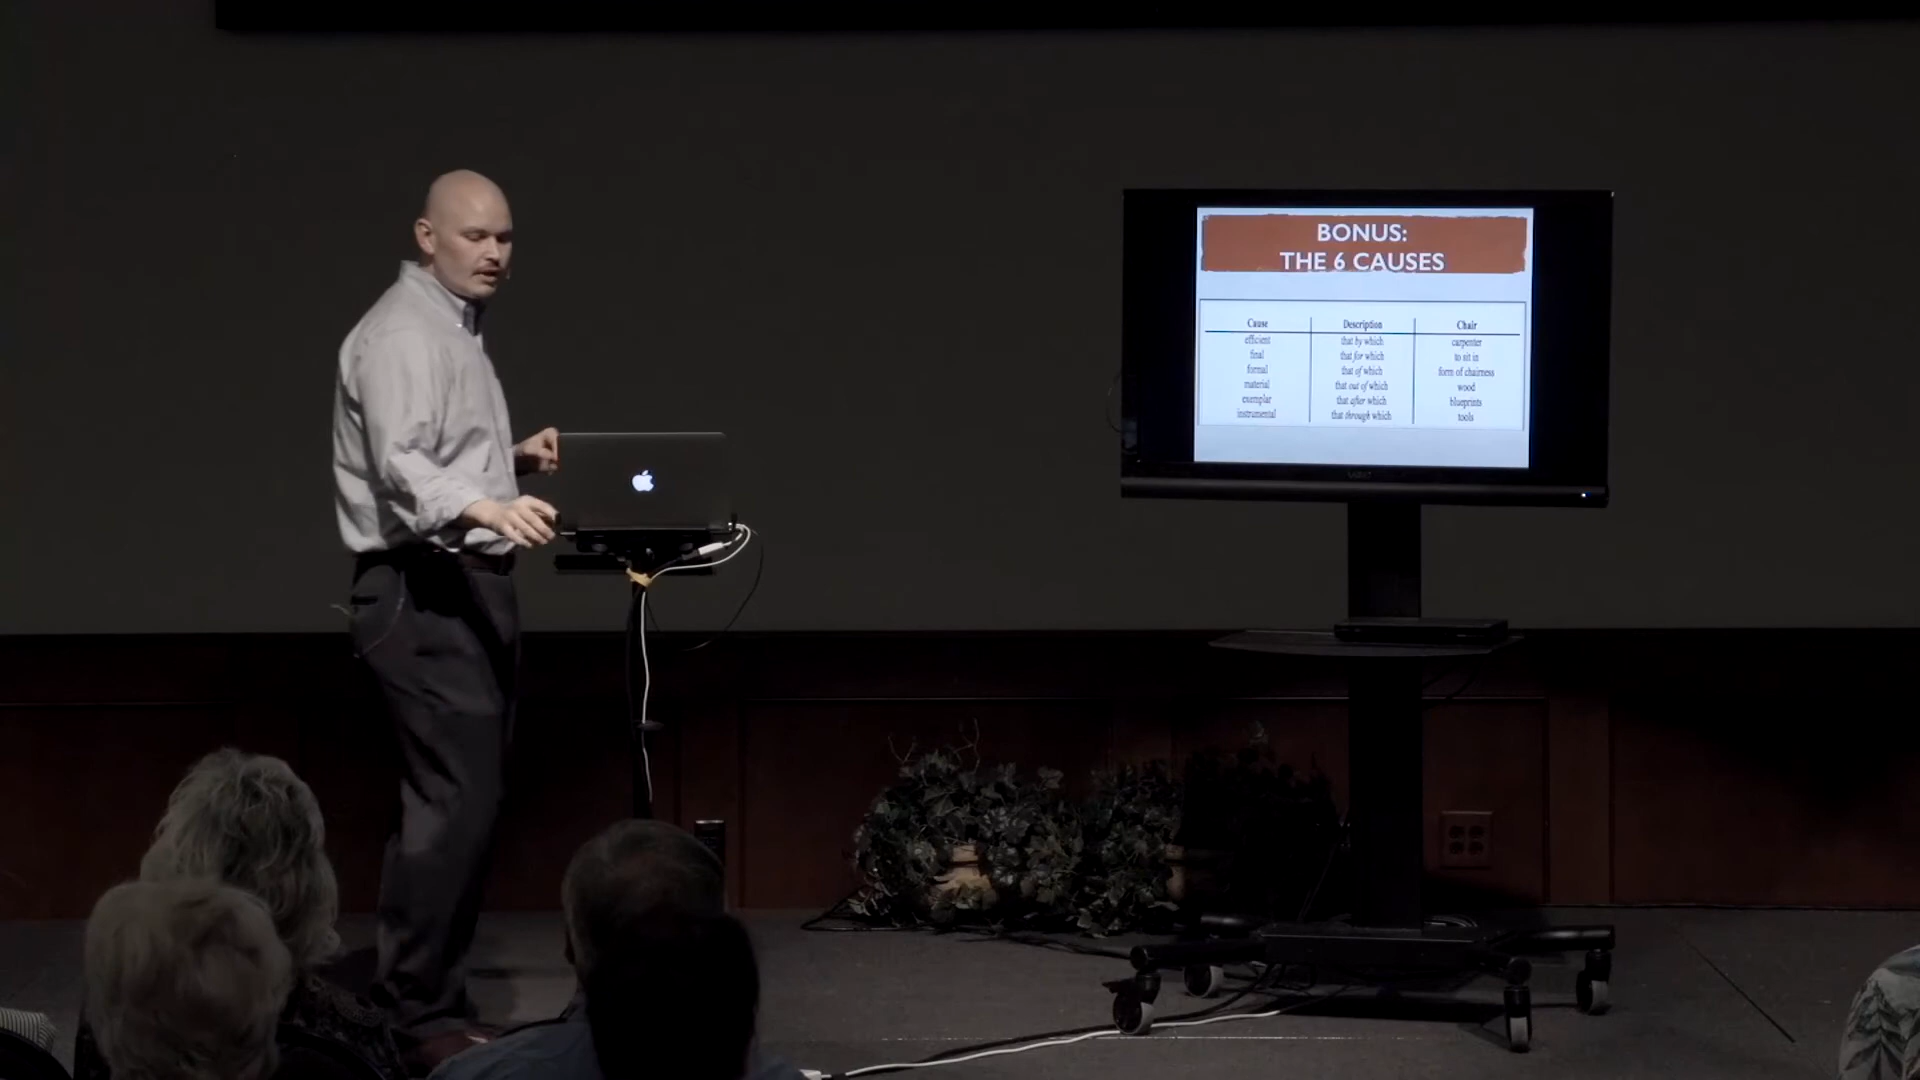 BONUS:
THE 6 CAUSES
Cause Description Chair
efficient that by which carpenter
final that for which to sit in
formal that of which form of chairness
material that out of which wood
exemplar that after which blueprints
instrumental that through which tools